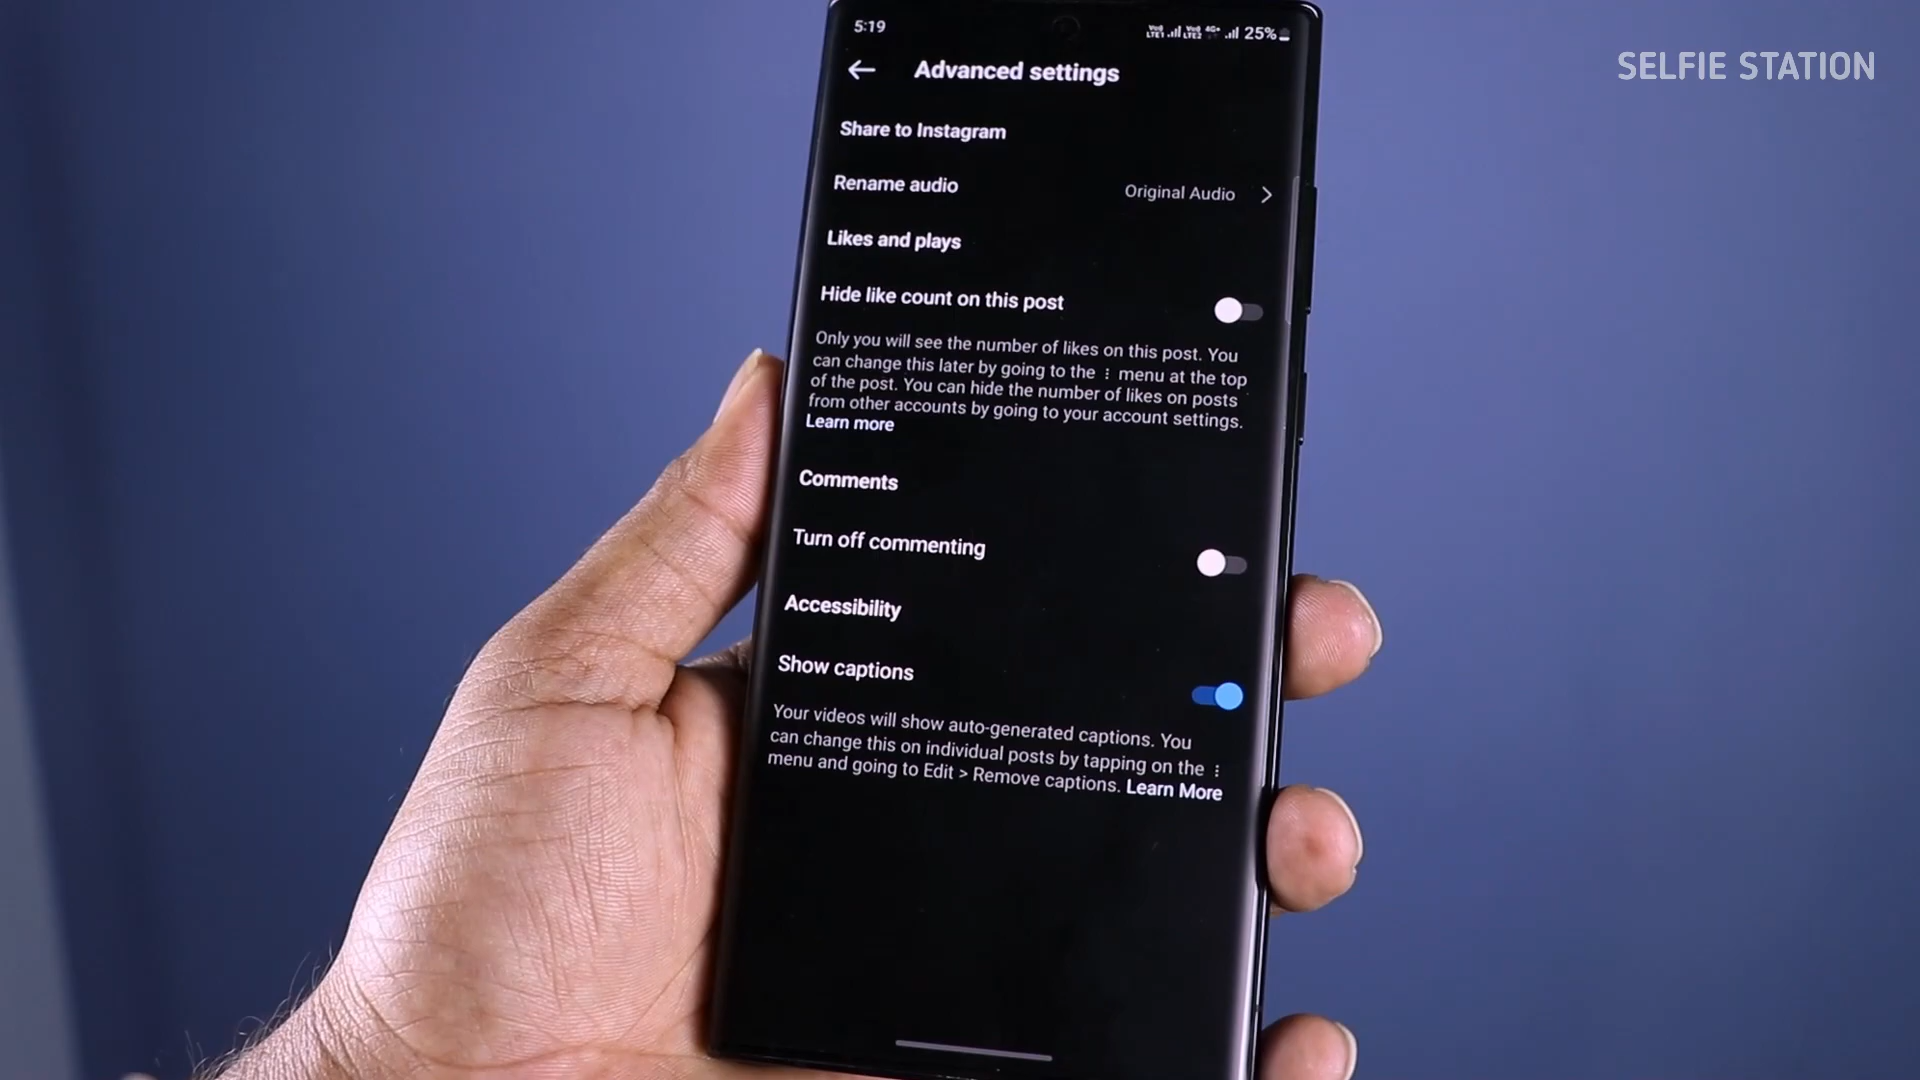 5:19
25%
SELFIE STATION
Advanced settings
Share to Instagram
Rename audio
Original Audio
Likes and plays
Hide like count on this post
Only you will see the number of likes on this post. You
can change this later by going to the ⋮ menu at the top
of the post. You can hide the number of likes on posts
from other accounts by going to your account settings.
Learn more
Comments
Turn off commenting
Accessibility
Show captions
Your videos will show auto-generated captions. You
can change this on individual posts by tapping on the ⋮
menu and going to Edit > Remove captions. Learn More